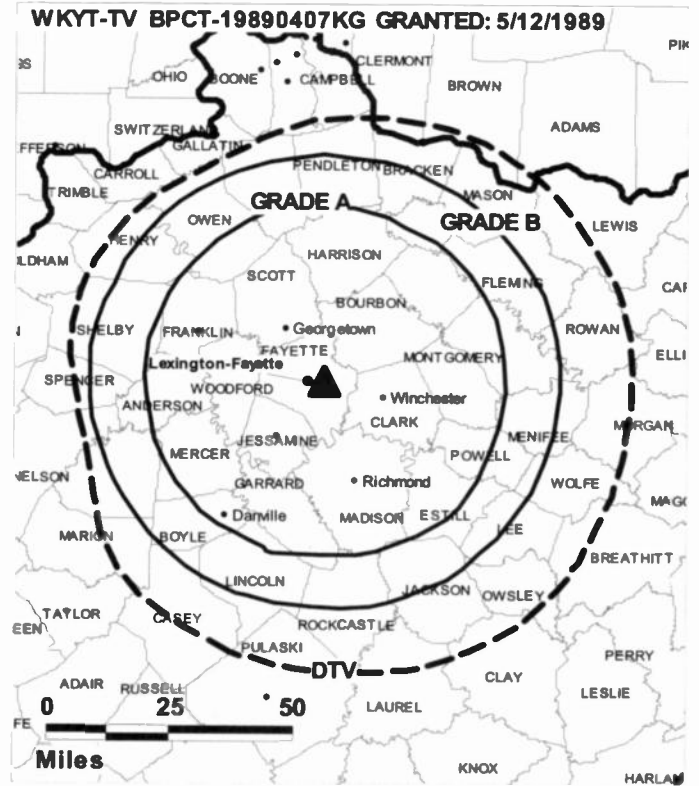 WKYT-TV BPCT-19890407KG GRANTED: 5/12/1989
CLERMONT
OHIO BOONE CAMPBELL
BROWN
ADAMS
SWITZERLAND
GALLATIN
CARROLL
PENDLETON BRACKEN
TRIMBLE
MASON
GRADE A
OWEN
GRADE B
LEWIS
HENRY
HARRISON
SCOTT
FLEMING
BOURBON
SHELBY FRANKLIN Georgetown ROWAN
FAYETTE
MONTGOMERY
Lexington-Fayette
SPENCER
WOODFORD
Winchester
ANDERSON
CLARK
MORGAN
JESSAMINE
MENIFEE
MERCER
POWELL
GARRARD Richmond WOLFE
Danville
MADISON ESTILL
LEE
MARION BOYLE
BREATHITT
LINCOLN
JACKSON OWSLEY
TAYLOR
CASEY
ROCKCASTLE
PULASKI
PERRY
DTV
CLAY
ADAIR RUSSELL
LESLIE
LAUREL
0 25 50
Miles
KNOX